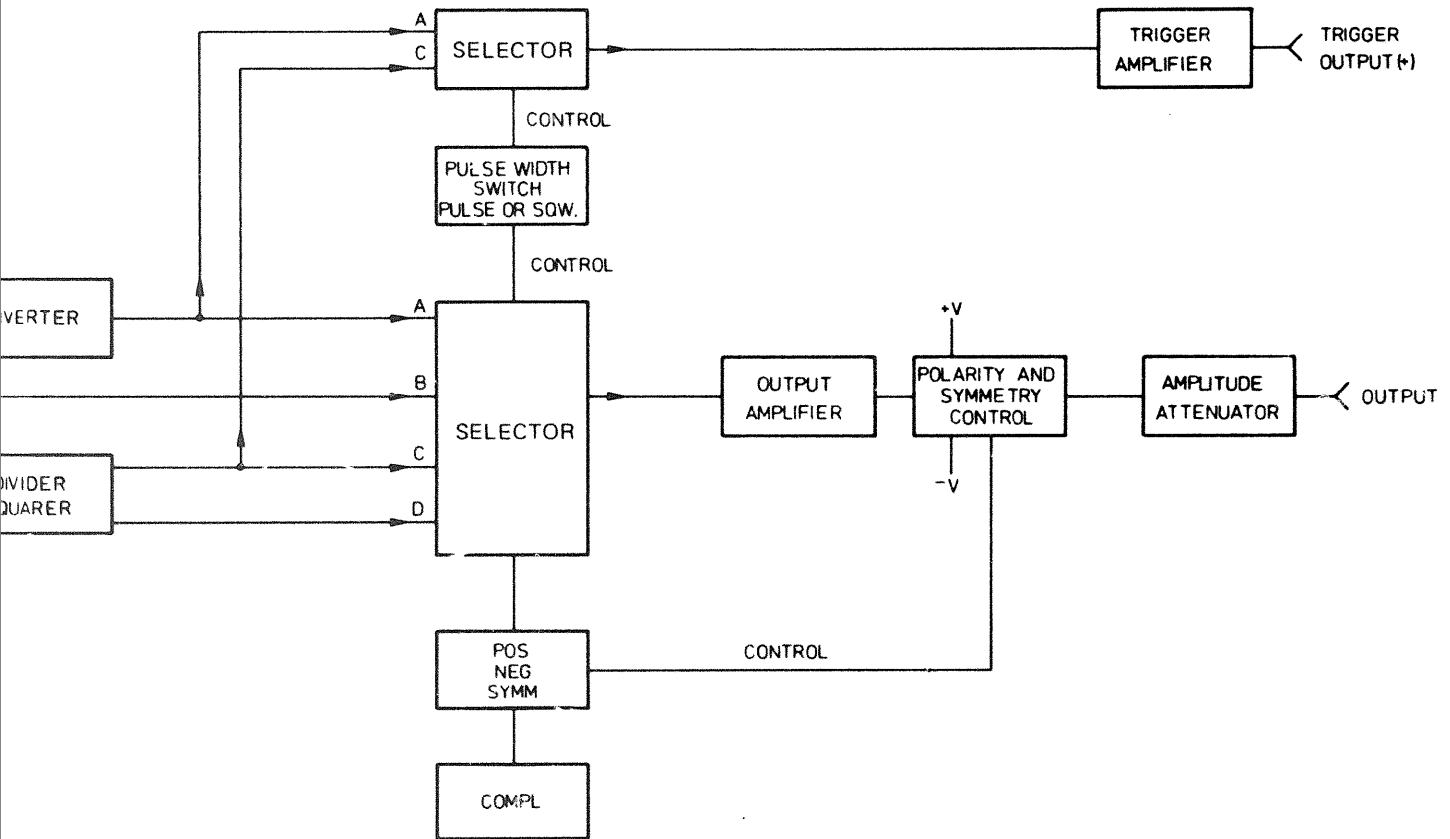 A
C
SELECTOR
TRIGGER
AMPLIFIER
TRIGGER
OUTPUT(+)
CONTROL
PULSE WIDTH
SWITCH
PULSE OR SQW.
CONTROL
VERTER
A
B
C
D
SELECTOR
OUTPUT
AMPLIFIER
+V
POLARITY AND
SYMMETRY
CONTROL
-V
AMPLITUDE
ATTENUATOR
OUTPUT
DIVIDER
QUARER
POS
NEG
SYMM
CONTROL
COMPL